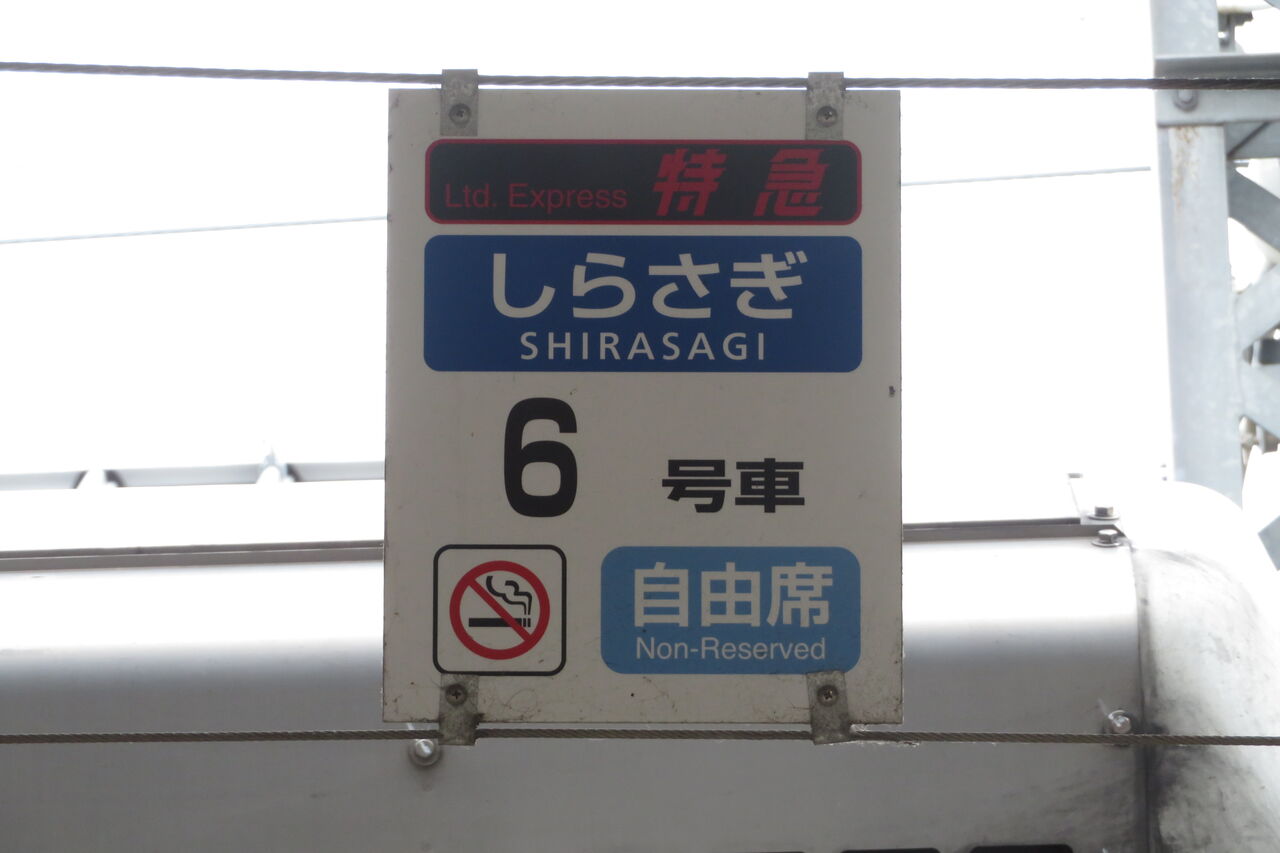 Ltd. Express 特急
しらさぎ
SHIRASAGI
6 号車
自由席
Non-Reserved